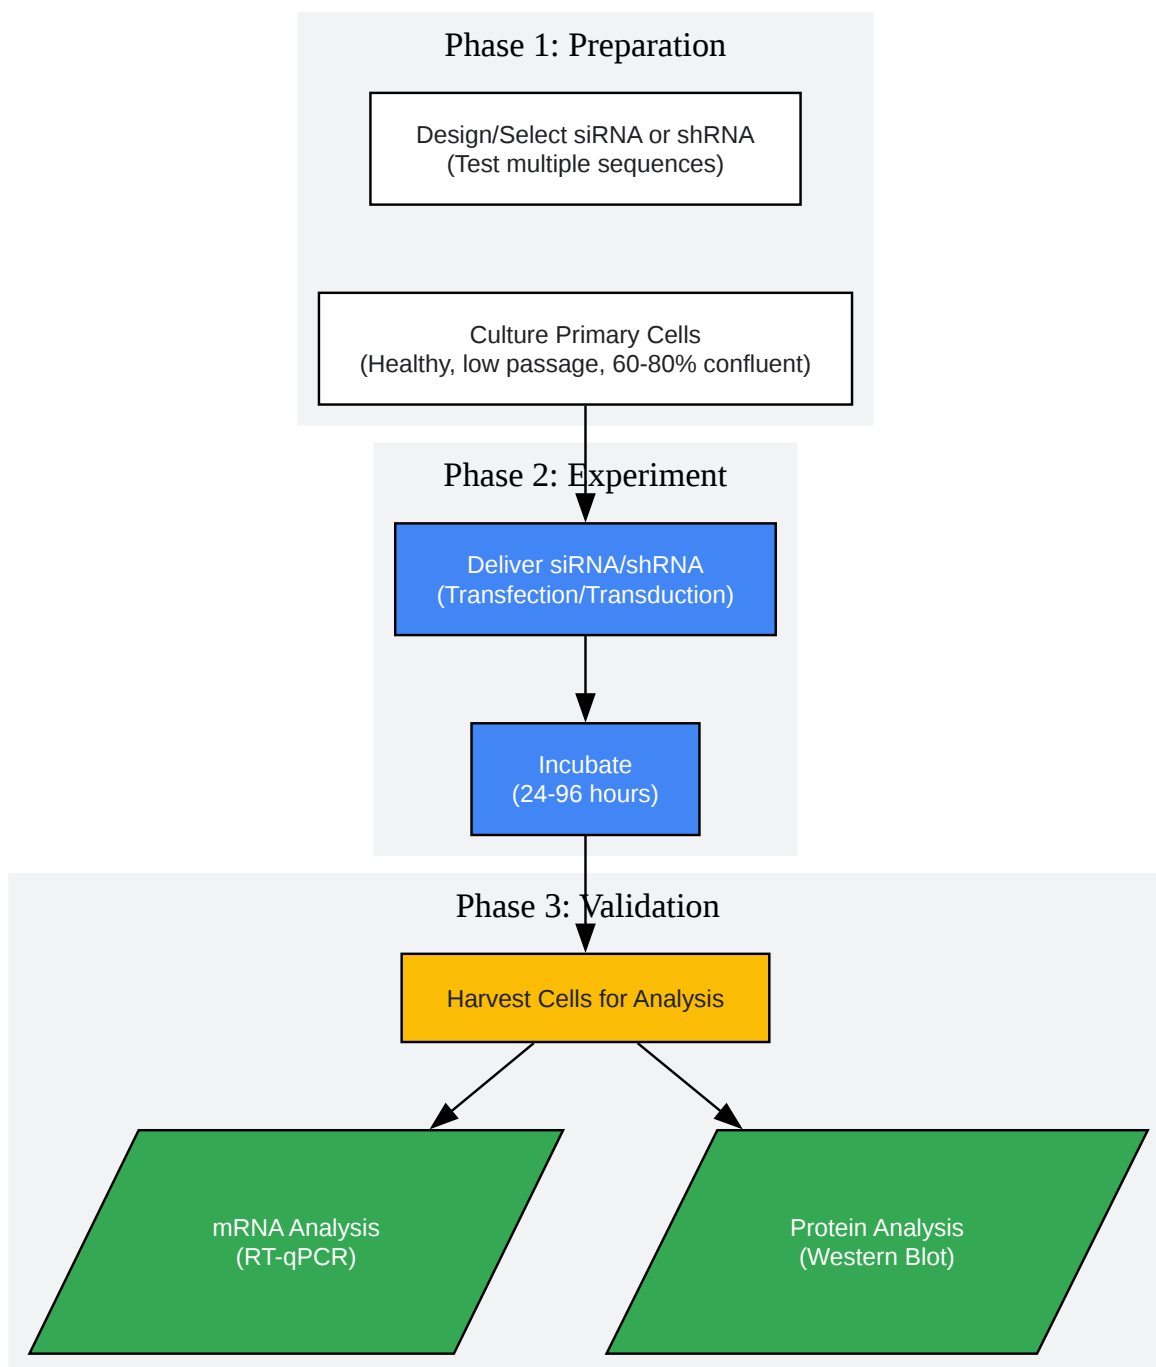 Phase 1: Preparation
Design/Select siRNA or shRNA
(Test multiple sequences)
Culture Primary Cells
(Healthy, low passage, 60-80% confluent)
Phase 2: Experiment
Deliver siRNA/shRNA
(Transfection/Transduction)
Incubate
(24-96 hours)
Phase 3: Validation
Harvest Cells for Analysis
mRNA Analysis
(RT-qPCR)
Protein Analysis
(Western Blot)